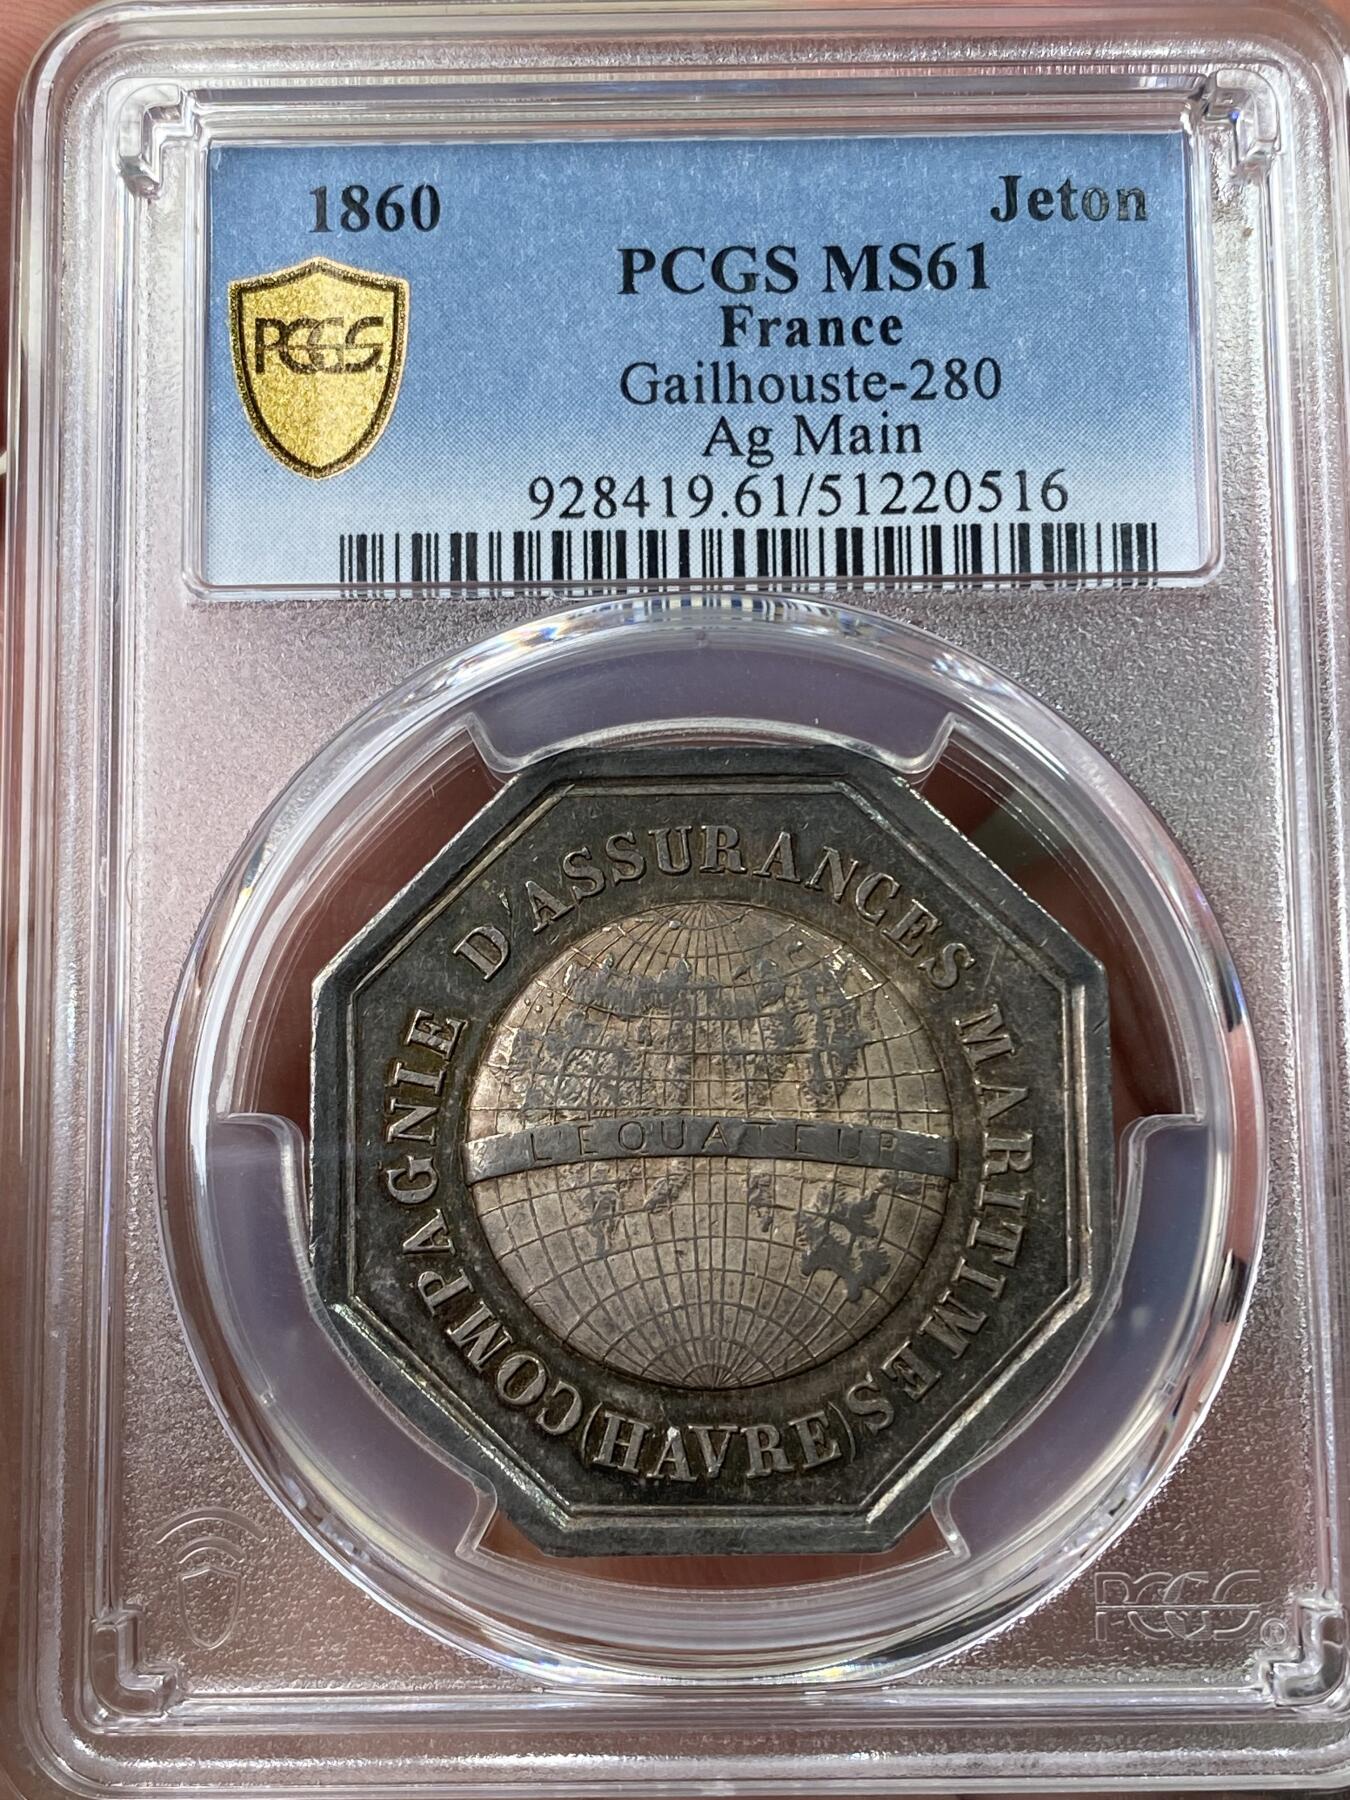 1860
Jeton
PCGS
PCGS MS61
France
Gailhouste-280
Ag Main
928419.61/51220516
COMPAGNIE D'ASSURANCES MARITIMES
(HAVRE)
L'EQUATEUR
PCGS